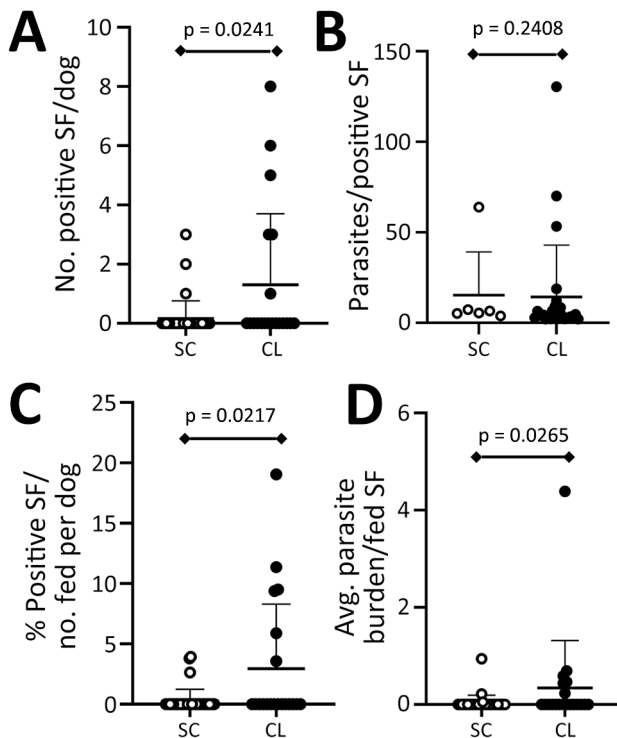 A
No. positive SF/dog
p = 0.0241
10
8
6
4
2
0
SC
CL
B
Parasites/positive SF
p = 0.2408
150
100
50
0
SC
CL
C
% Positive SF/
no. fed per dog
p = 0.0217
25
20
15
10
5
0
SC
CL
D
Avg. parasite
burden/fed SF
p = 0.0265
6
4
2
0
SC
CL